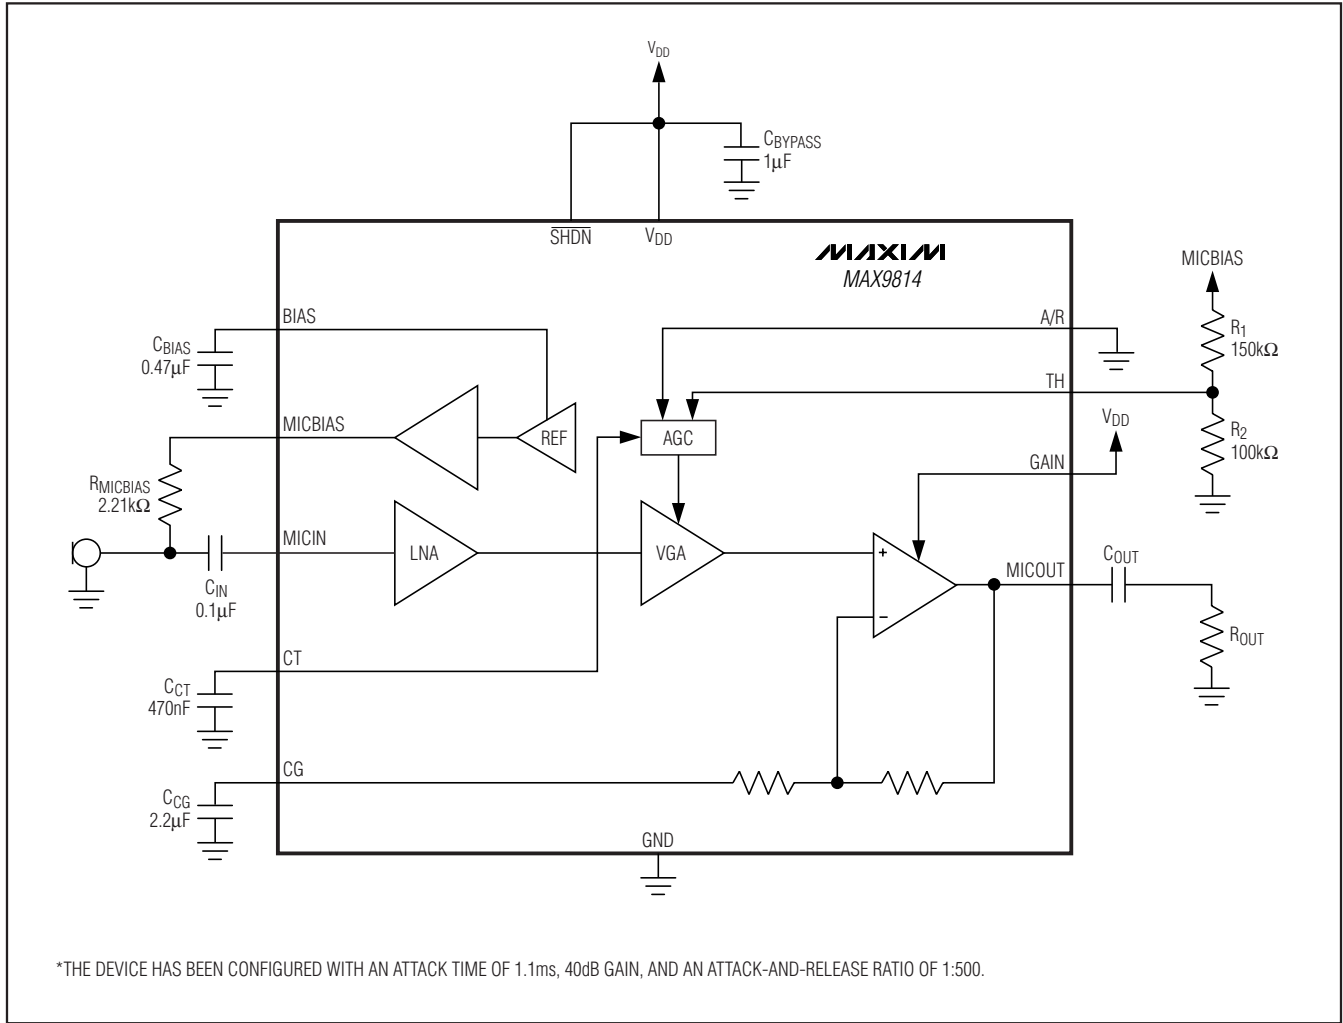 VDD
CBYPASS
1µF
SHDN
VDD
MAXIM
MAX9814
MICBIAS
BIAS
A/R
R1
150kΩ
CBIAS
0.47µF
TH
MICBIAS
REF
AGC
VDD
R2
100kΩ
GAIN
RMICBIAS
2.21kΩ
MICIN
LNA
VGA
+
COUT
MICOUT
CIN
0.1µF
−
ROUT
CT
CCT
470nF
CG
CCG
2.2µF
GND
*THE DEVICE HAS BEEN CONFIGURED WITH AN ATTACK TIME OF 1.1ms, 40dB GAIN, AND AN ATTACK-AND-RELEASE RATIO OF 1:500.